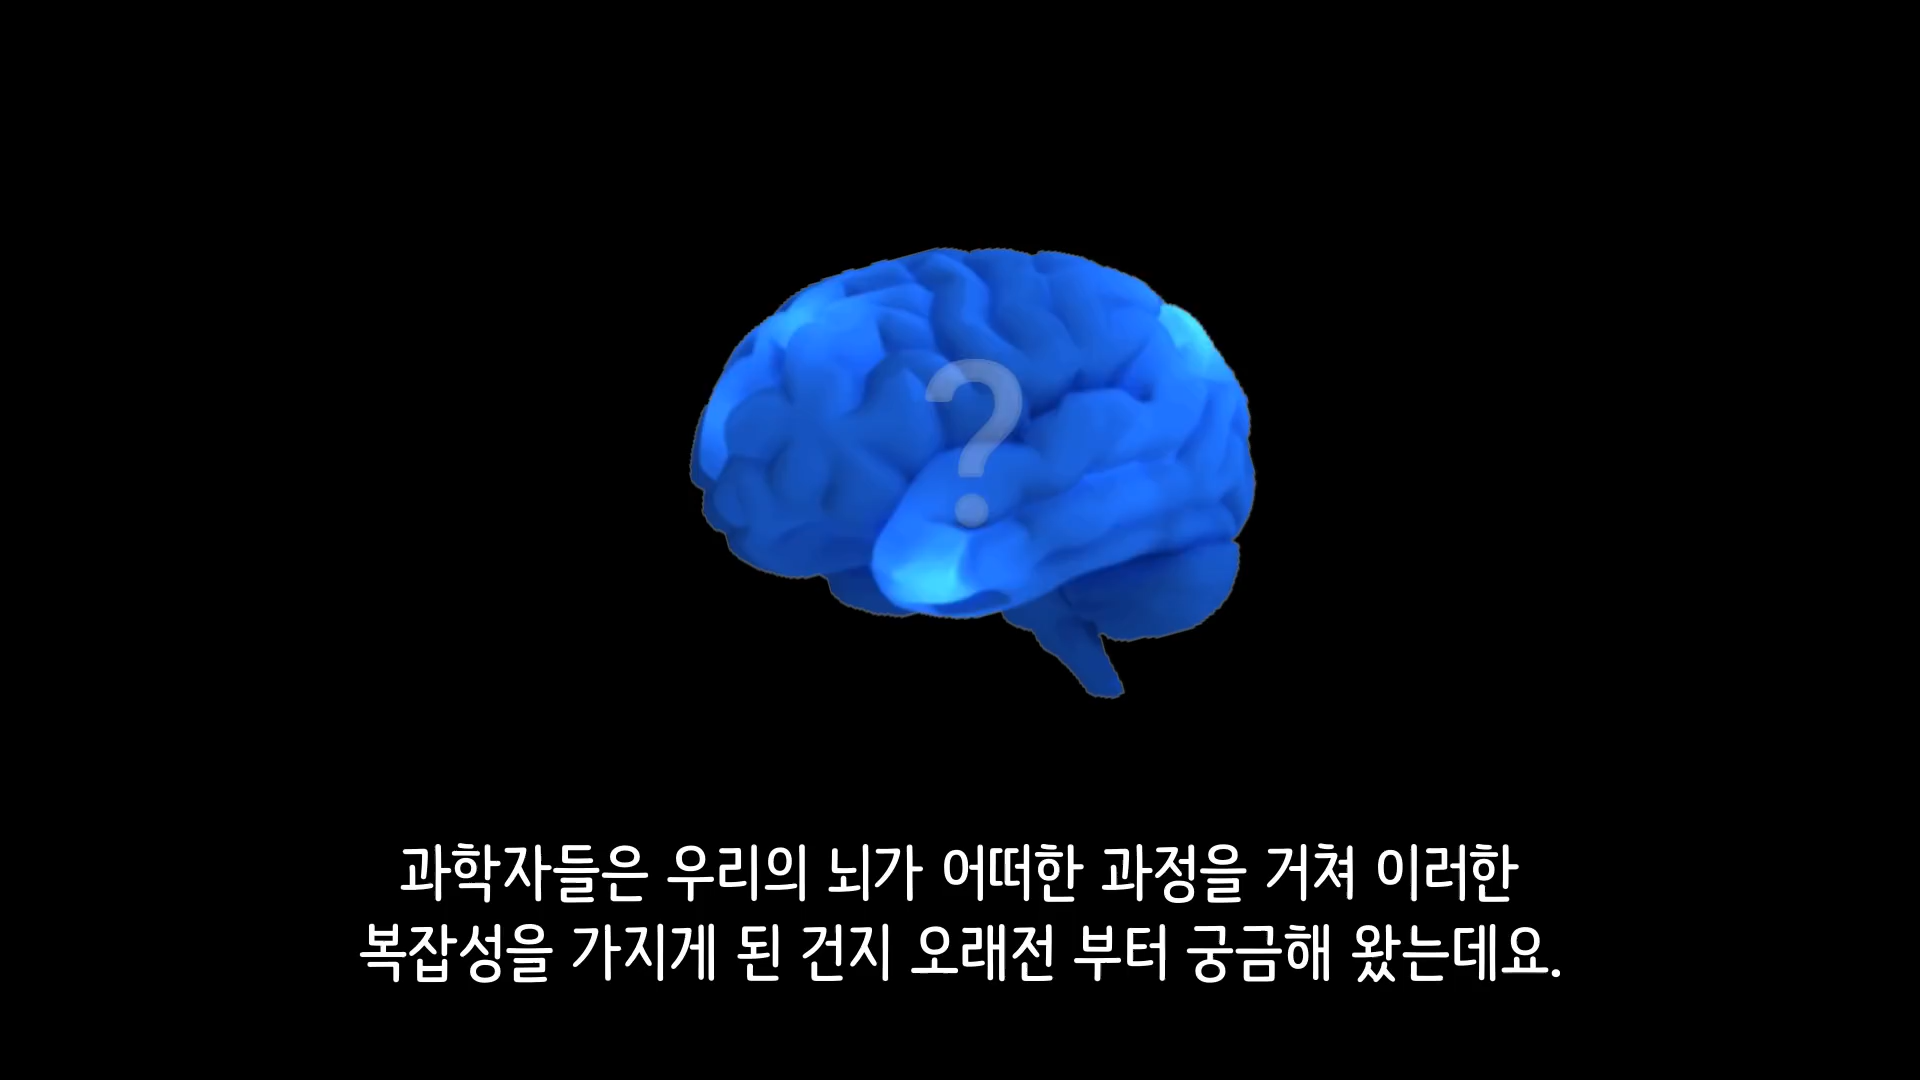 ?
과학자들은 우리의 뇌가 어떠한 과정을 거쳐 이러한
복잡성을 가지게 된 건지 오래전 부터 궁금해 왔는데요.